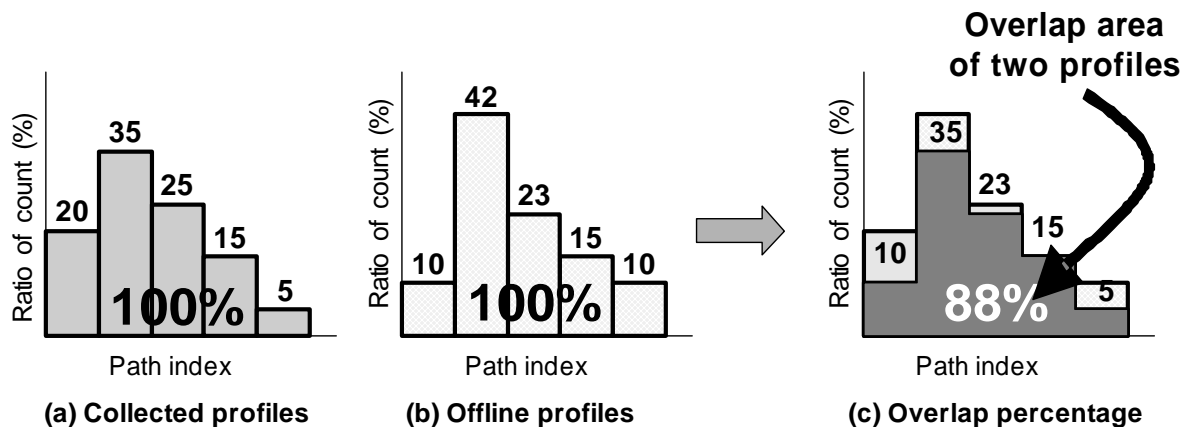 Overlap area
of two profiles
Ratio of count (%)
20
35
25
15
5
100%
Path index
(a) Collected profiles
Ratio of count (%)
10
42
23
15
10
100%
Path index
(b) Offline profiles
Ratio of count (%)
10
35
23
15
5
88%
Path index
(c) Overlap percentage